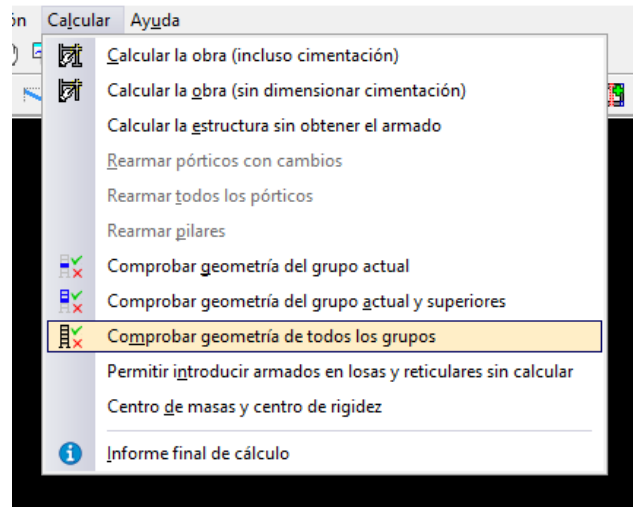 ón Calcular Ayuda
Calcular la obra (incluso cimentación)
Calcular la obra (sin dimensionar cimentación)
Calcular la estructura sin obtener el armado
Rearmar pórticos con cambios
Rearmar todos los pórticos
Rearmar pilares
Comprobar geometría del grupo actual
Comprobar geometría del grupo actual y superiores
Comprobar geometría de todos los grupos
Permitir introducir armados en losas y reticulares sin calcular
Centro de masas y centro de rigidez
Informe final de cálculo